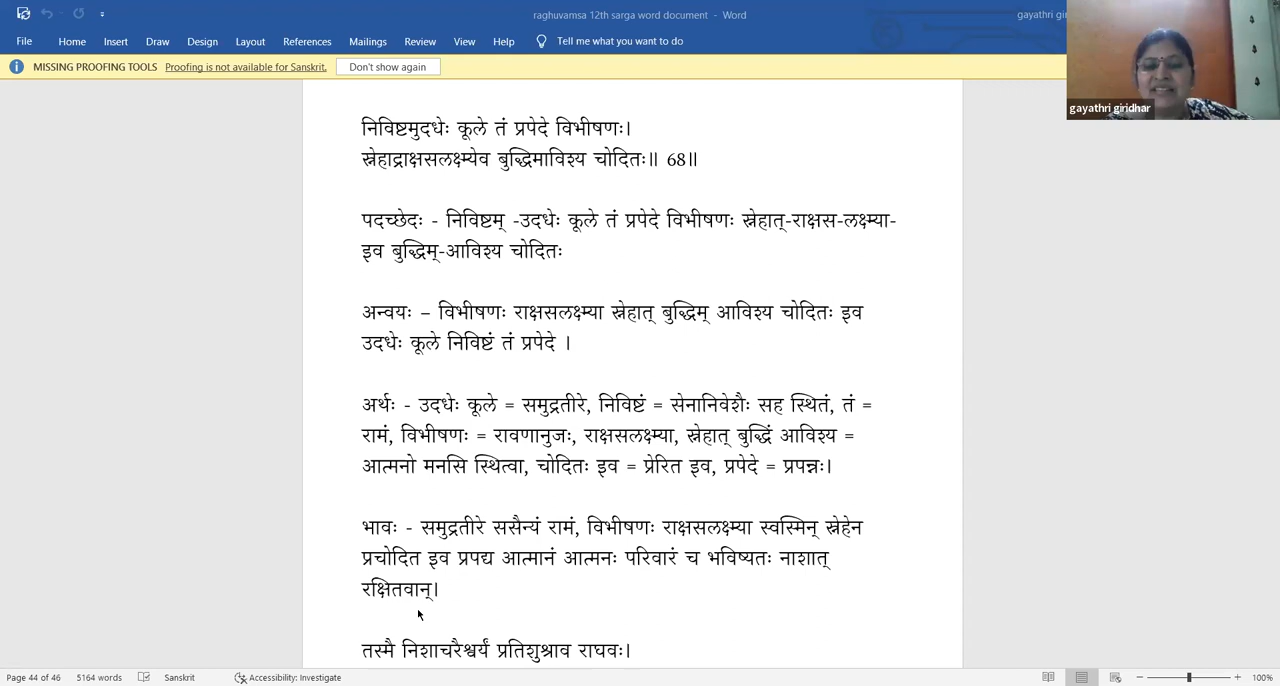 raghuvamsa 12th sarga word document - Word
gayathri gir
File Home Insert Draw Design Layout References Mailings Review View Help Tell me what you want to do
MISSING PROOFING TOOLS Proofing is not available for Sanskrit. Don't show again
gayathri giridhar
निविष्टमुदधेः कूले तं प्रपेदे विभीषणः।
स्नेहाद्राक्षसलक्ष्म्येव बुद्धिमाविश्य चोदितः॥ 68॥
पदच्छेदः - निविष्टम् -उदधेः कूले तं प्रपेदे विभीषणः स्नेहात्-राक्षस-लक्ष्म्या-
इव बुद्धिम्-आविश्य चोदितः
अन्वयः – विभीषणः राक्षसलक्ष्म्या स्नेहात् बुद्धिम् आविश्य चोदितः इव
उदधेः कूले निविष्टं तं प्रपेदे ।
अर्थः - उदधेः कूले = समुद्रतीरे, निविष्टं = सेनानिवेशैः सह स्थितं, तं =
रामं, विभीषणः = रावणानुजः, राक्षसलक्ष्म्या, स्नेहात् बुद्धिं आविश्य =
आत्मनो मनसि स्थित्वा, चोदितः इव = प्रेरित इव, प्रपेदे = प्रपन्नः।
भावः - समुद्रतीरे ससैन्यं रामं, विभीषणः राक्षसलक्ष्म्या स्वस्मिन् स्नेहेन
प्रचोदित इव प्रपद्य आत्मानं आत्मनः परिवारं च भविष्यतः नाशात्
रक्षितवान्।
तस्मै निशाचरैश्वर्यं प्रतिशुश्राव राघवः।
Page 44 of 46 5164 words Sanskrit Accessibility: Investigate 100%